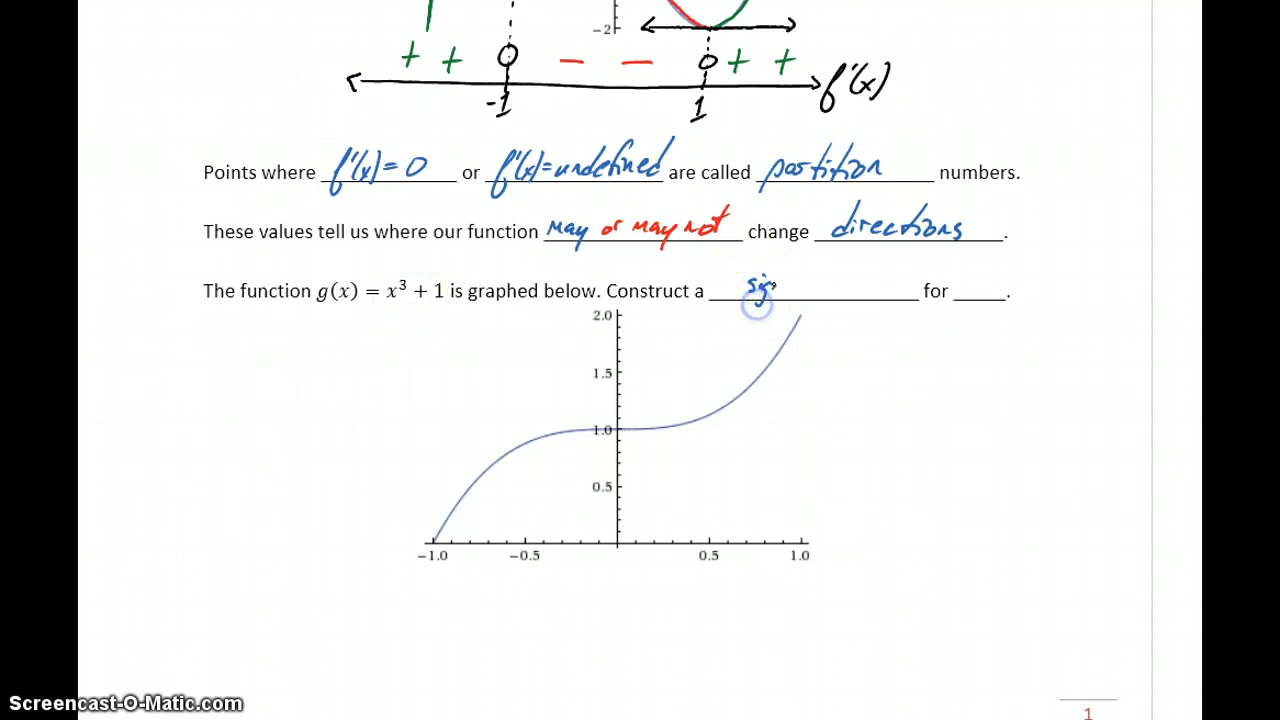 -2
+ + 0 − − 0 + +
-1 1 f'(x)
Points where f'(x)=0 or f'(x)=undefined are called partition numbers.
These values tell us where our function may or may not change directions.
The function g(x) = x³ + 1 is graphed below. Construct a sig for _____.
2.0
1.5
1.0
0.5
−1.0 −0.5 0.5 1.0
Screencast-O-Matic.com
1